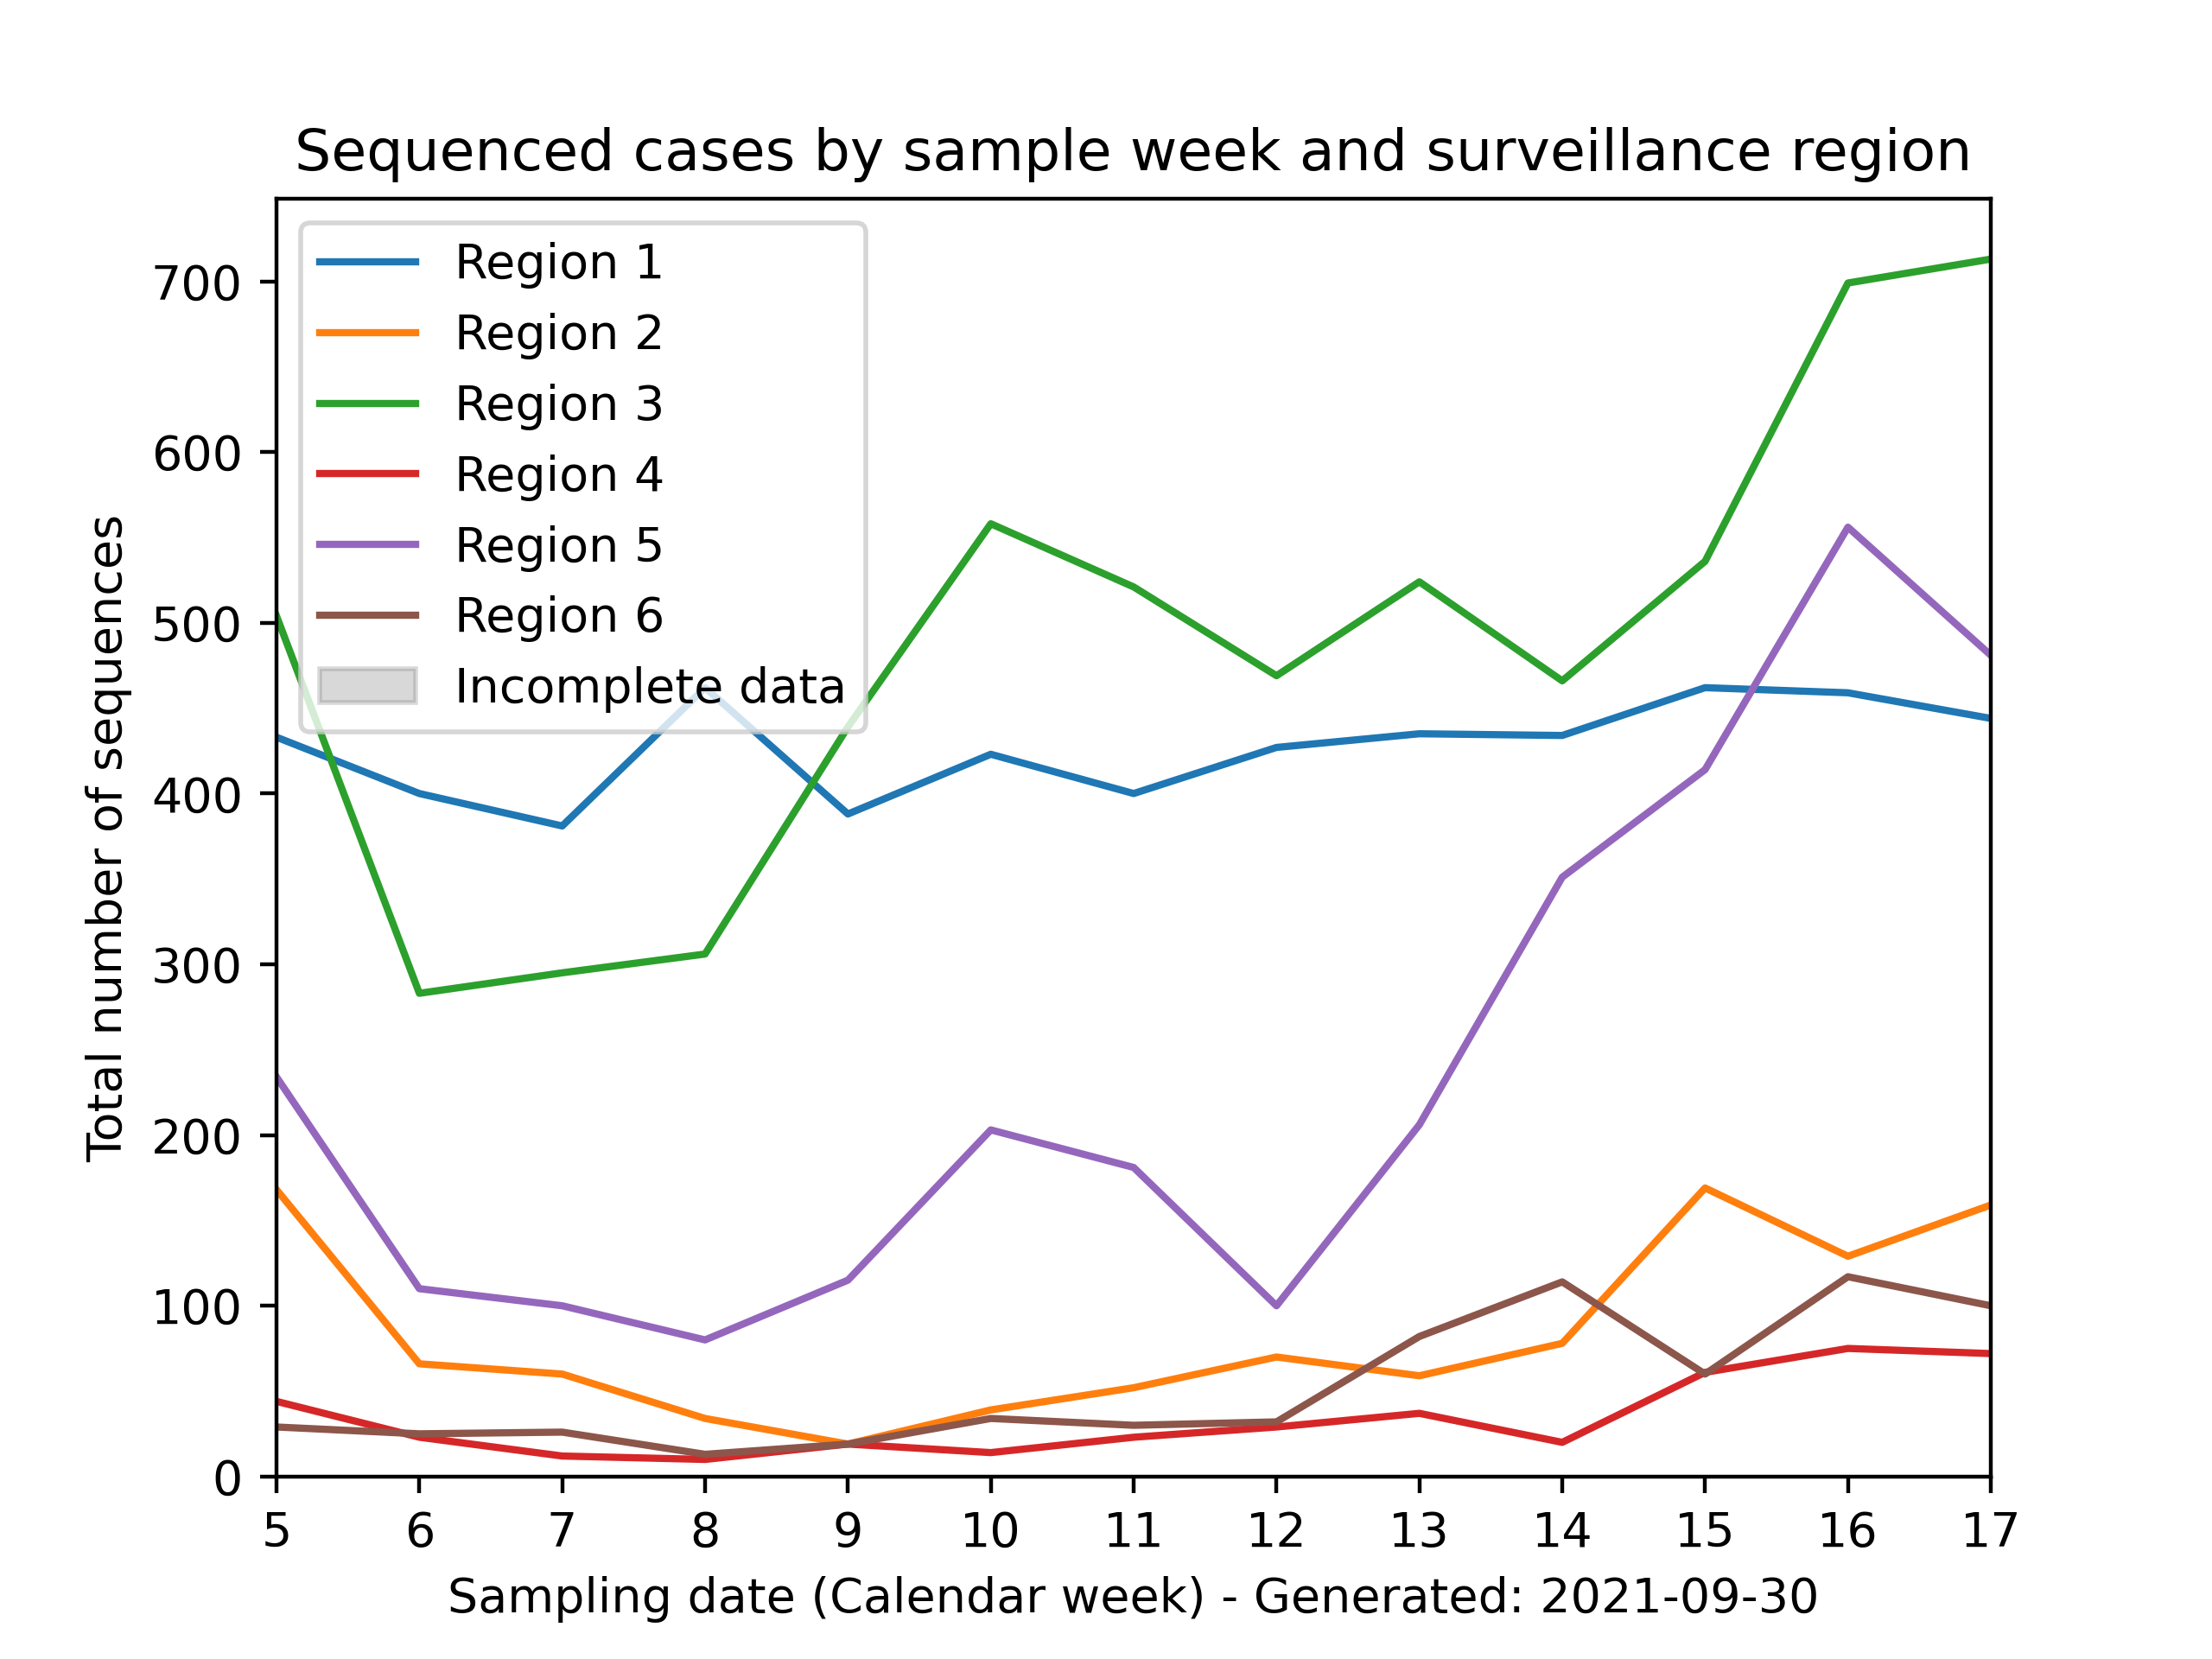 Sequenced cases by sample week and surveillance region
Region 1
Region 2
Region 3
Region 4
Region 5
Region 6
Incomplete data
Total number of sequences
700
600
500
400
300
200
100
0
5 6 7 8 9 10 11 12 13 14 15 16 17
Sampling date (Calendar week) - Generated: 2021-09-30